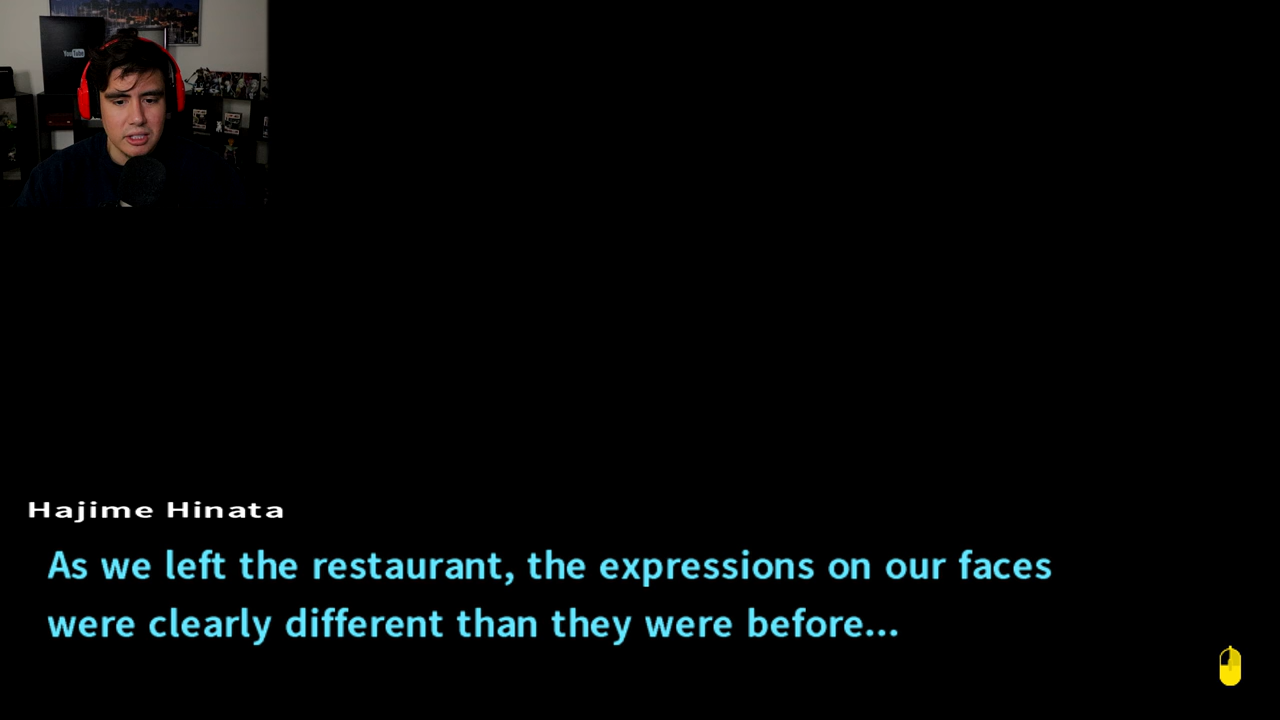 YouTube
Hajime Hinata
As we left the restaurant, the expressions on our faces
were clearly different than they were before...